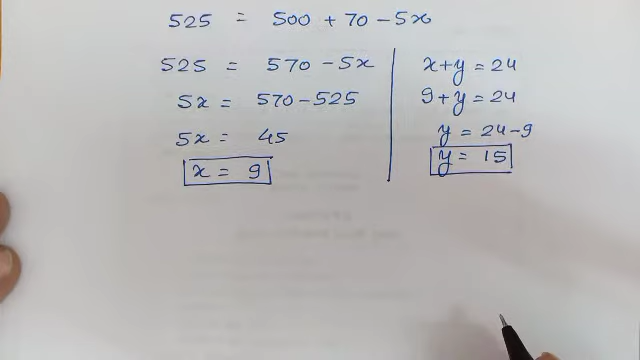 525 = 500 + 70 - 5x
525 = 570 - 5x
5x = 570 - 525
5x = 45
x = 9
x + y = 24
9 + y = 24
y = 24 - 9
y = 15